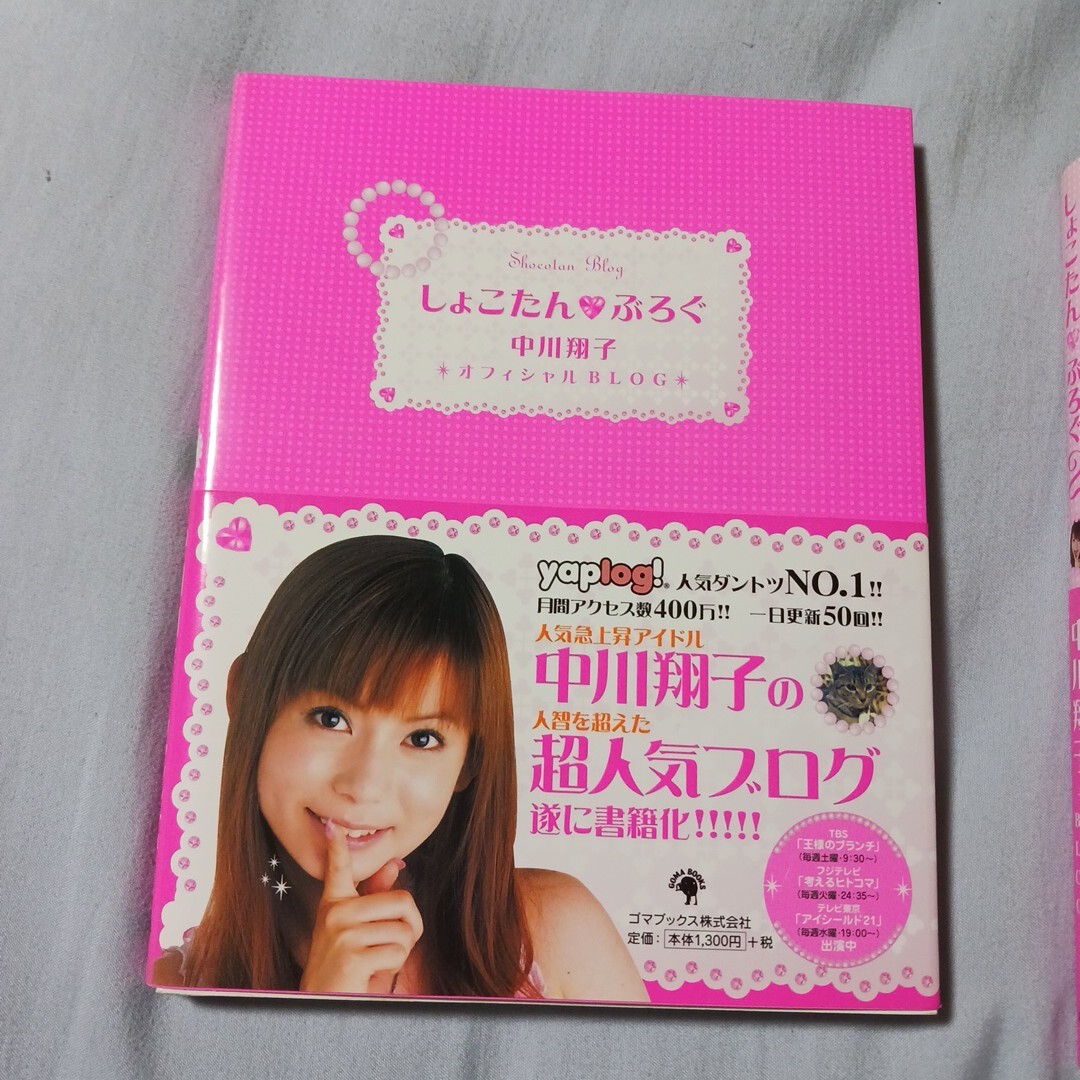 Shocotan Blog
しょこたん♥ぶろぐ
中川翔子
*オフィシャルBLOG*
yaplog!® 人気ダントツNO.1!!
月間アクセス数400万!! 一日更新50回!!
人気急上昇アイドル
中川翔子の
人智を超えた
超人気ブログ
遂に書籍化!!!!!
TBS
「王様のブランチ」
(毎週土曜・9:30〜)
フジテレビ
「考えるヒトコマ」
(毎週火曜・24:35〜)
テレビ東京
「アイシールド21」
(毎週水曜・19:00〜)
出演中
GOMA BOOKS
ゴマブックス株式会社
定価:本体1,300円+税
しょこたん♥ぶろぐ
中川翔子